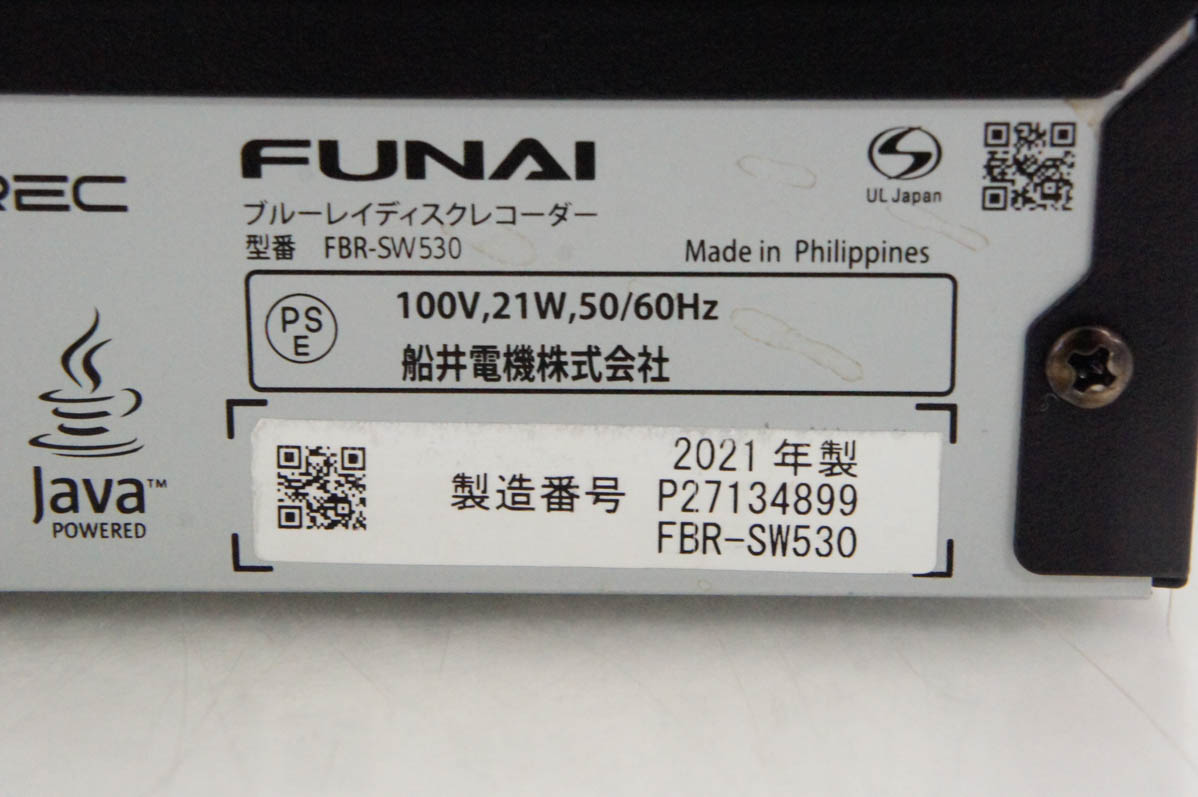 FUNAI
ブルーレイディスクレコーダー
型番 FBR-SW530
Made in Philippines
UL Japan
PS
E
100V,21W,50/60Hz
船井電機株式会社
Java™
POWERED
2021 年製
製造番号 P27134899
FBR-SW530